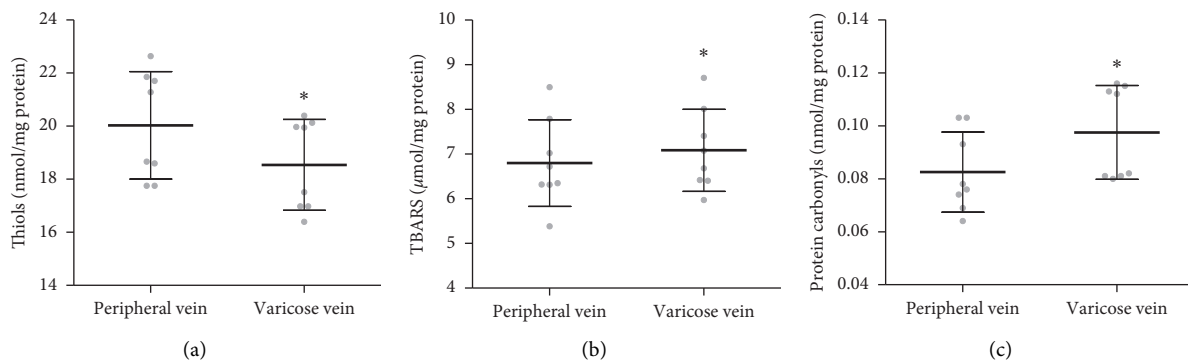 24
22
20
18
16
14
Thiols (nmol/mg protein)
*
Peripheral vein
Varicose vein
(a)
10
9
8
7
6
5
4
TBARS (μmol/mg protein)
*
Peripheral vein
Varicose vein
(b)
0.14
0.12
0.10
0.08
0.06
0.04
Protein carbonyls (nmol/mg protein)
*
Peripheral vein
Varicose vein
(c)